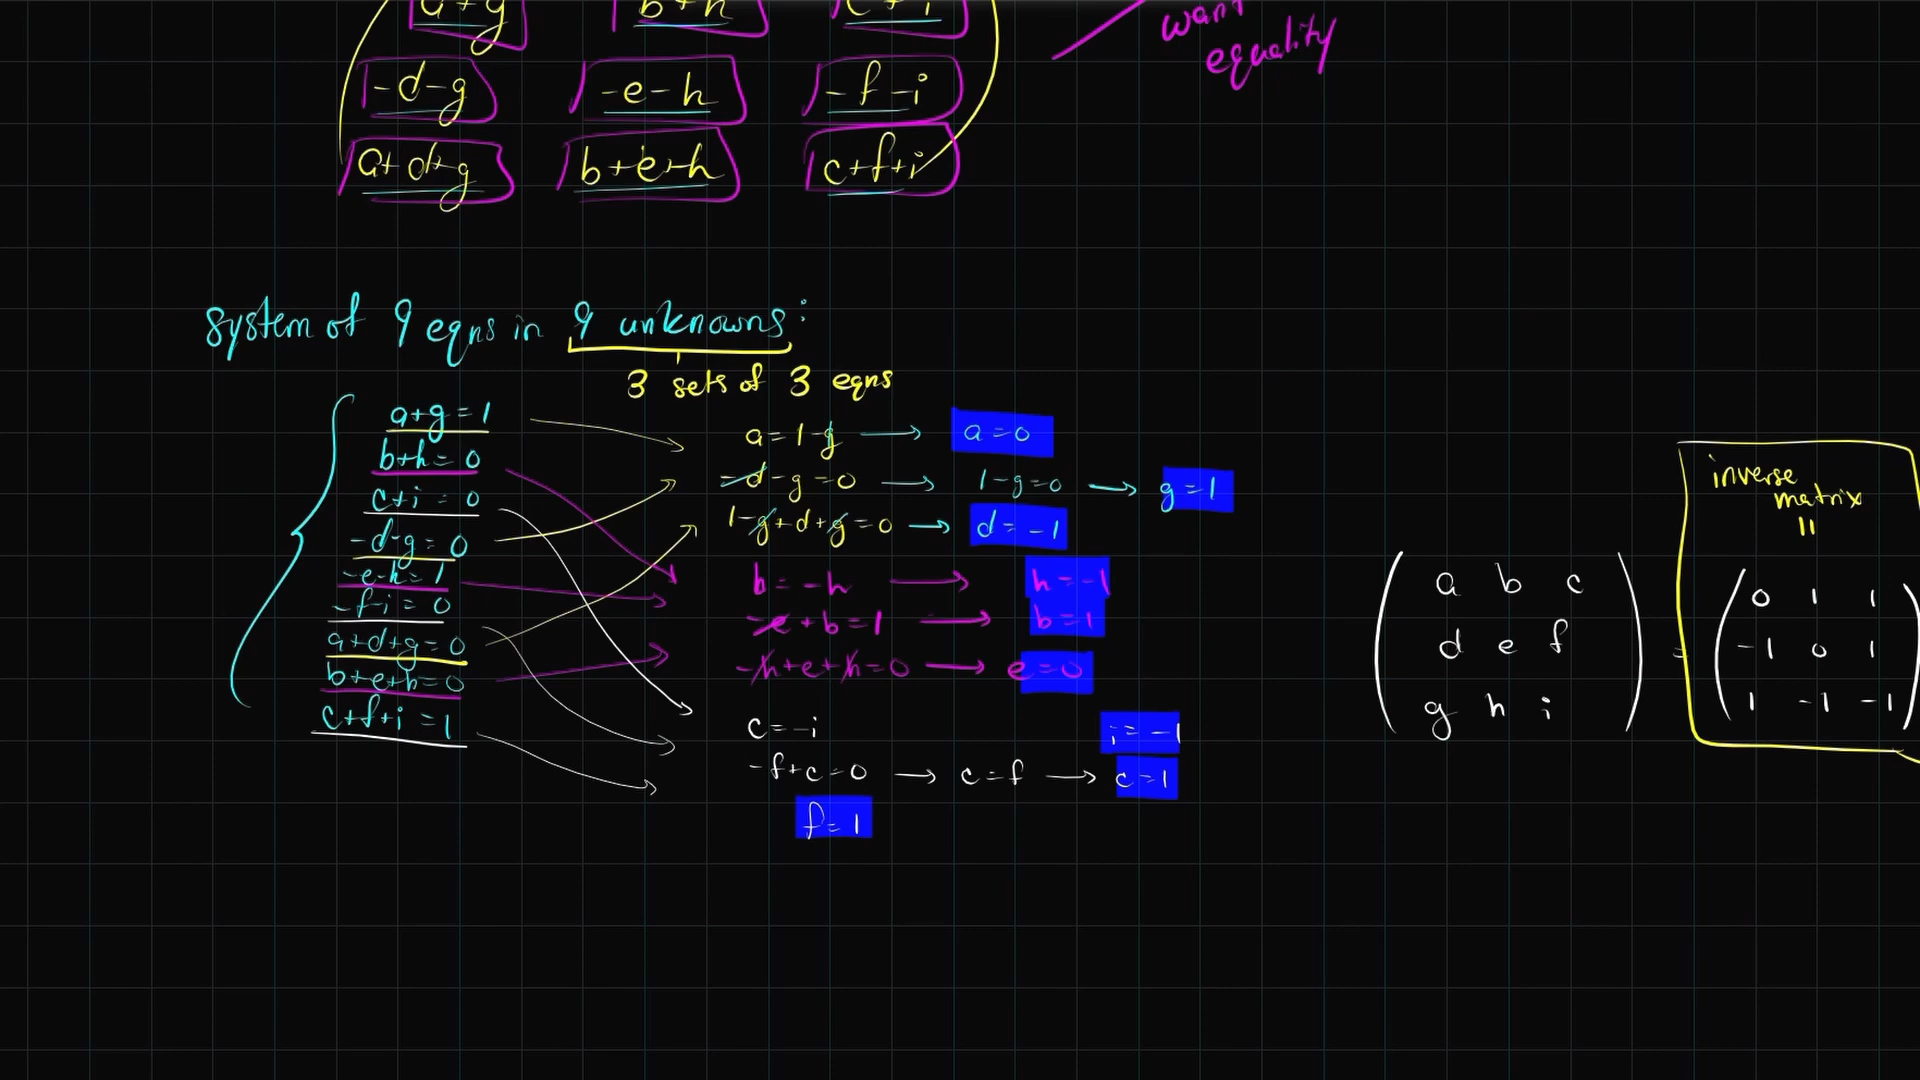 a+g b+h c+i
want
equality
-d-g -e-h -f-i
a+d+g b+e+h c+f+i
system of 9 eqns in 9 unknowns:
3 sets of 3 eqns
a+g=1
b+h=0
c+i=0
-d-g=0
-e-h=1
-f-i=0
a+d+g=0
b+e+h=0
c+f+i=1
a=1-g → a=0
-d-g=0 → 1-g=0 → g=1
1-g+d+g=0 → d=-1
b=-h → h=-1
-e+b=1 → b=1
-h+e+h=0 → e=0
c=-i i=-1
-f+c=0 → c=f → c=1
f=1
a b c
d e f
g h i
=
inverse
matrix
=
0 1 1
-1 0 1
1 -1 -1